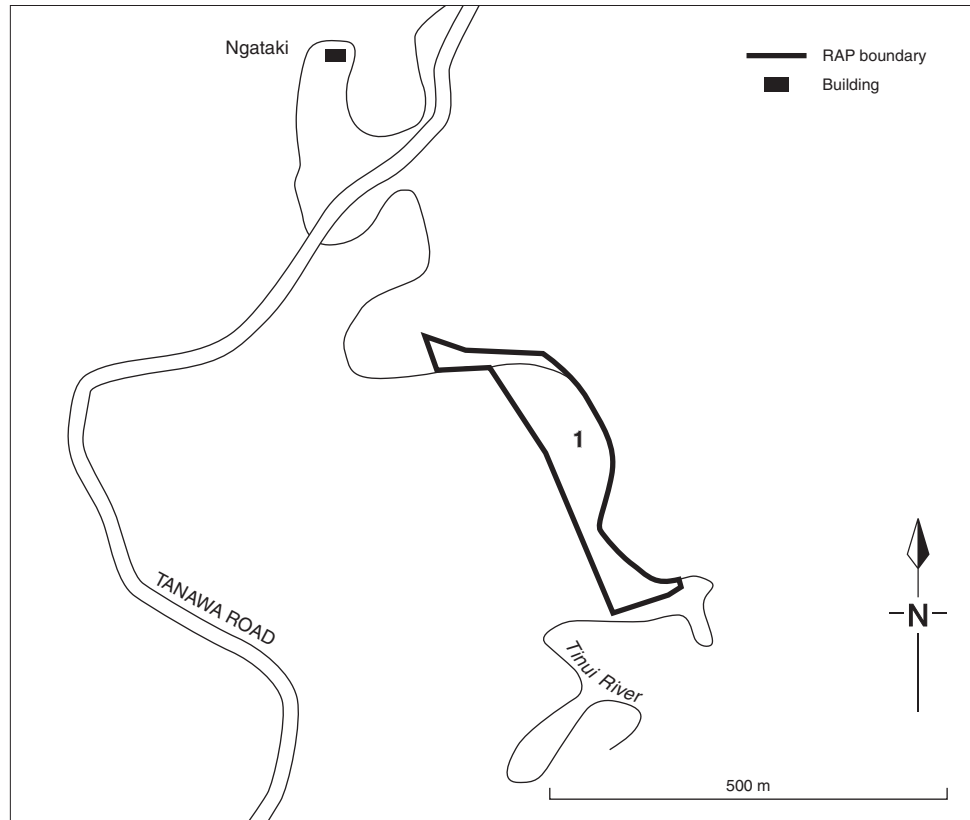 Ngataki
RAP boundary
Building
1
TANAWA ROAD
N
Tinui River
500 m